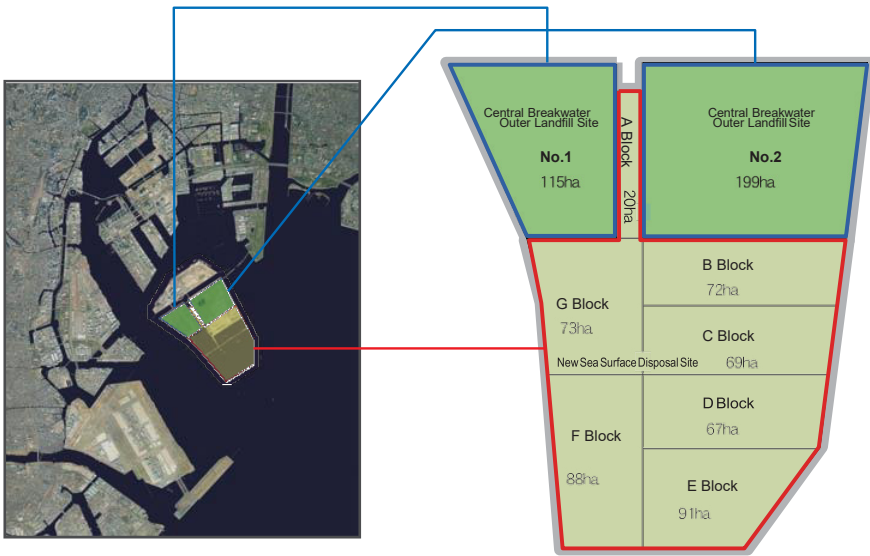 Central Breakwater
Outer Landfill Site
No.1
115ha
A Block
20ha
Central Breakwater
Outer Landfill Site
No.2
199ha
B Block
72ha
G Block
73ha
C Block
69ha
New Sea Surface Disposal Site
D Block
67ha
F Block
88ha
E Block
91ha